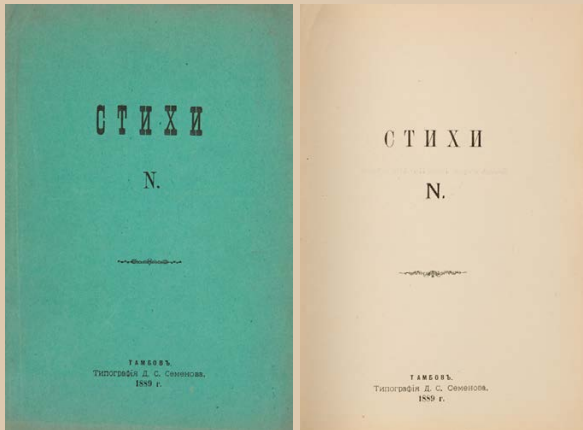 СТИХИ
N.
ТАМБОВЪ.
Типографія Д. С. Семенова.
1889 г.
СТИХИ
N.
ТАМБОВЪ.
Типографія Д. С. Семенова.
1889 г.